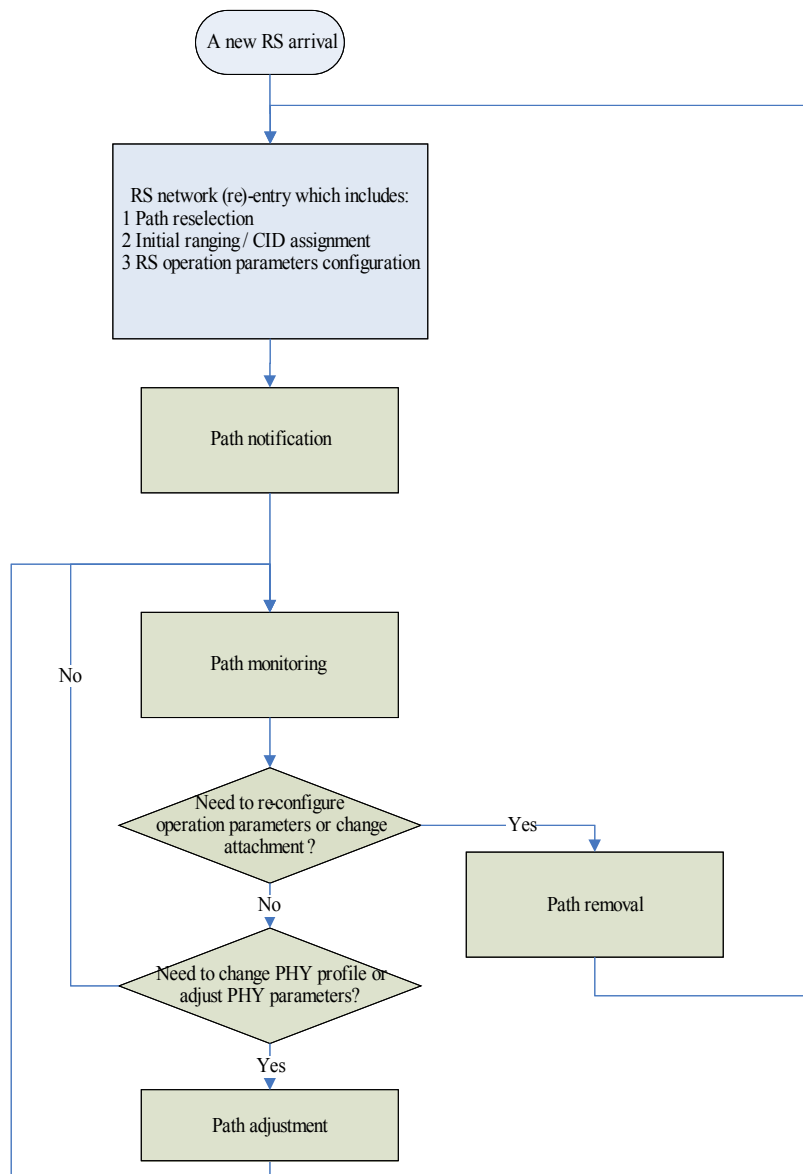 A new RS arrival
RS network (re)-entry which includes:
1 Path reselection
2 Initial ranging / CID assignment
3 RS operation parameters configuration
Path notification
Path monitoring
No
Need to re-configure
operation parameters or change
attachment ?
Yes
Path removal
No
Need to change PHY profile or
adjust PHY parameters?
Yes
Path adjustment